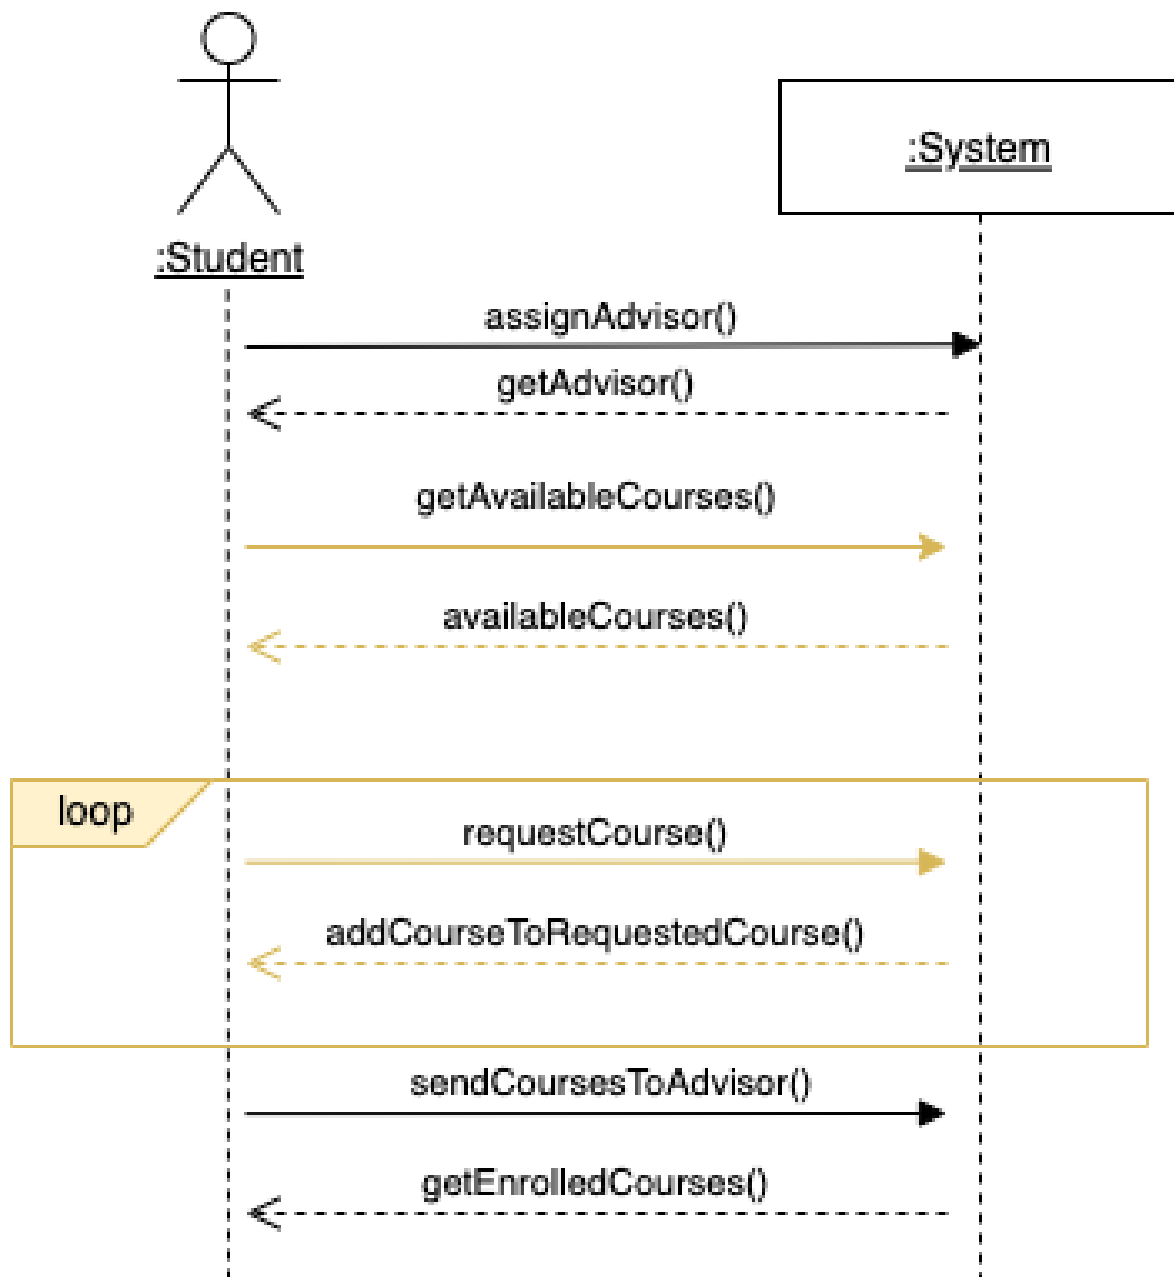 :System
:Student
assignAdvisor()
getAdvisor()
getAvailableCourses()
availableCourses()
loop
requestCourse()
addCourseToRequestedCourse()
sendCoursesToAdvisor()
getEnrolledCourses()